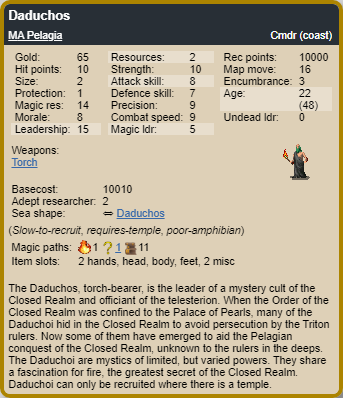 Daduchos
MA Pelagia Cmdr (coast)
Gold: 65 Resources: 2 Rec points: 10000
Hit points: 10 Strength: 10 Map move: 16
Size: 2 Attack skill: 8 Encumbrance: 3
Protection: 1 Defence skill: 7 Age: 22
Magic res: 14 Precision: 9 (48)
Morale: 8 Combat speed: 9 Undead ldr: 0
Leadership: 15 Magic ldr: 5
Weapons:
Torch
Basecost: 10010
Adept researcher: 2
Sea shape: ⇔ Daduchos
(Slow-to-recruit, requires-temple, poor-amphibian)
Magic paths: 1 ? 1 11
Item slots: 2 hands, head, body, feet, 2 misc
The Daduchos, torch-bearer, is the leader of a mystery cult of the
Closed Realm and officiant of the telesterion. When the Order of the
Closed Realm was confined to the Palace of Pearls, many of the
Daduchoi hid in the Closed Realm to avoid persecution by the Triton
rulers. Now some of them have emerged to aid the Pelagian
conquest of the Closed Realm, unknown to the rulers in the deeps.
The Daduchoi are mystics of limited, but varied powers. They share
a fascination for fire, the greatest secret of the Closed Realm.
Daduchoi can only be recruited where there is a temple.